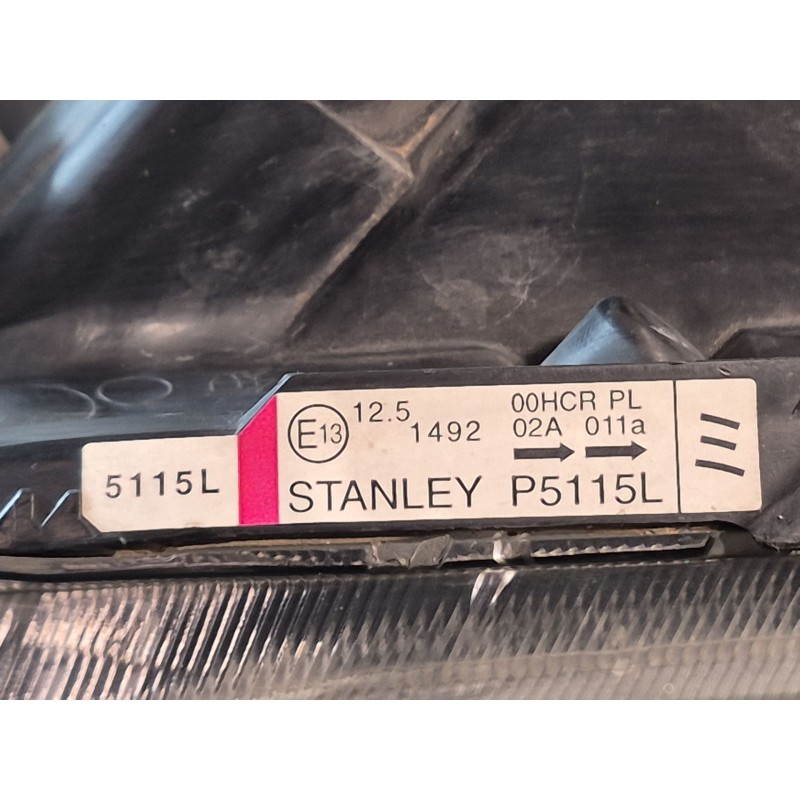 5115L
E13 12.5 1492
00HCR PL
02A 011a
STANLEY P5115L